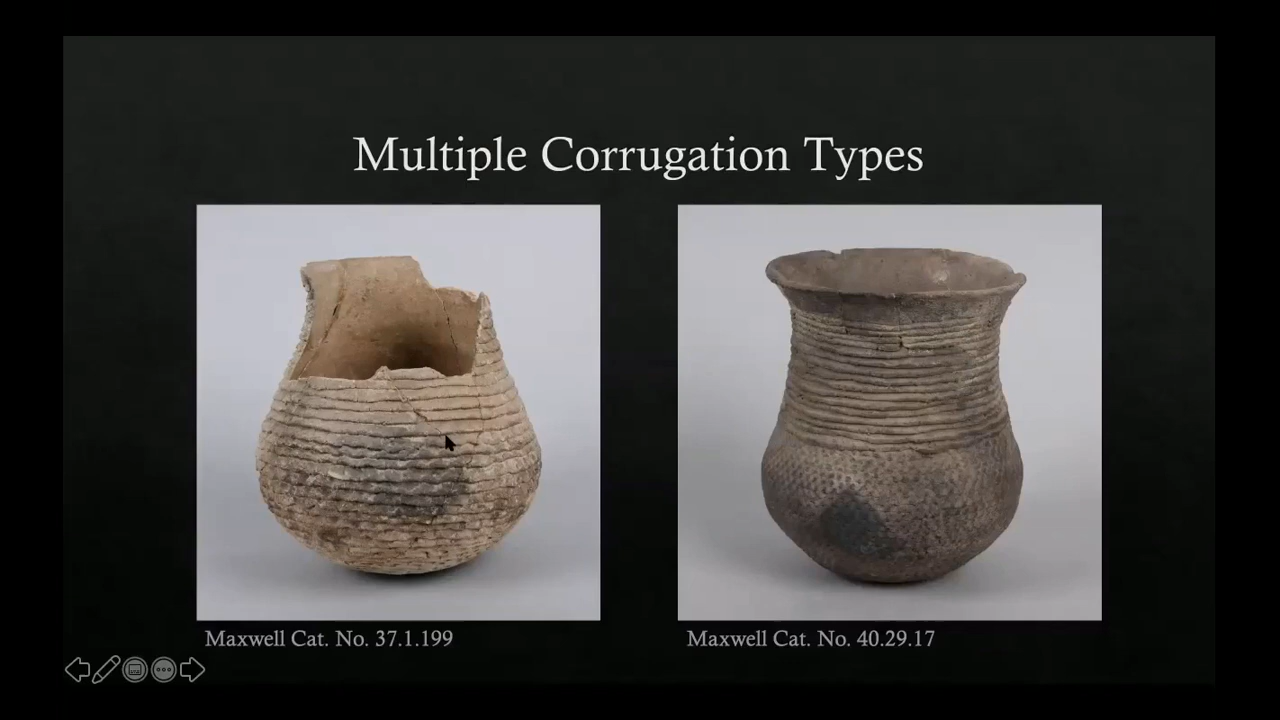 Multiple Corrugation Types
Maxwell Cat. No. 37.1.199
Maxwell Cat. No. 40.29.17